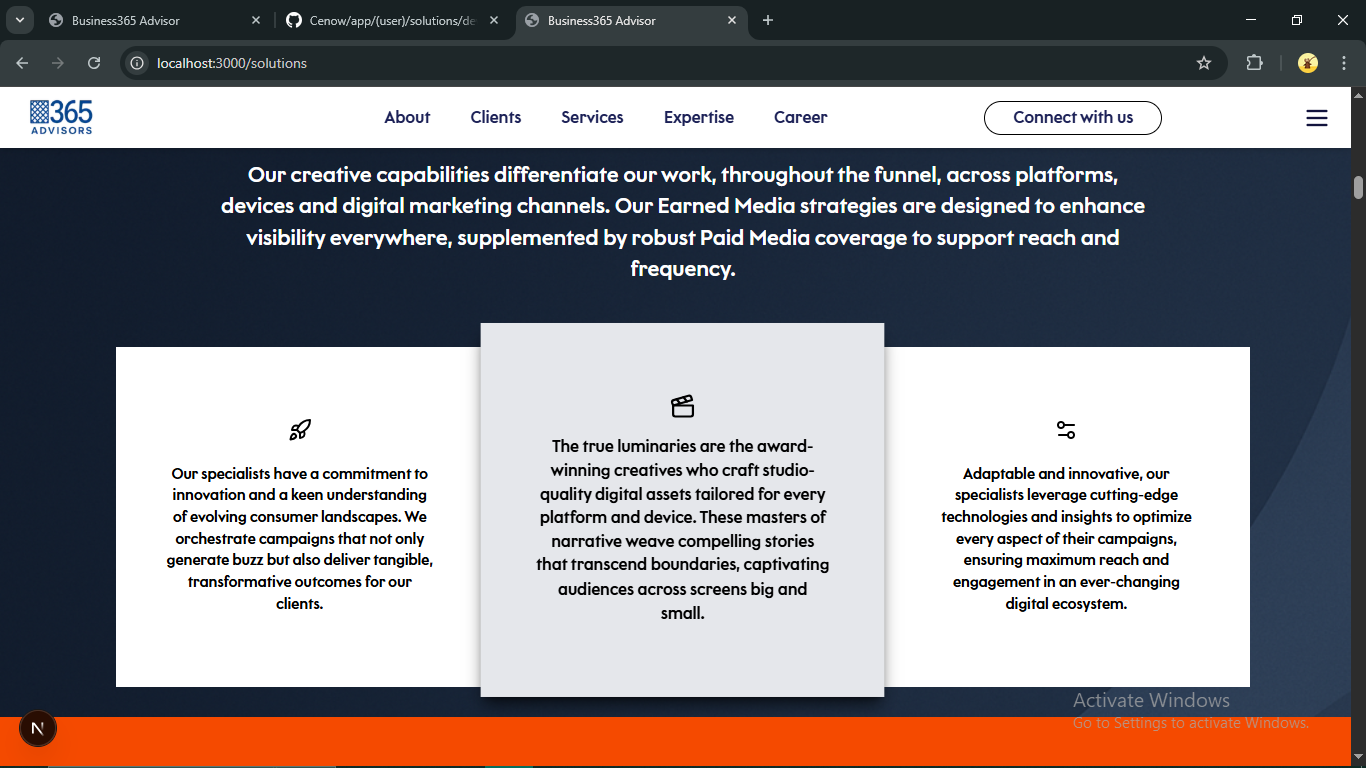 Business365 Advisor
Cenow/app/(user)/solutions/de
Business365 Advisor
localhost:3000/solutions
365
ADVISORS
About
Clients
Services
Expertise
Career
Connect with us
Our creative capabilities differentiate our work, throughout the funnel, across platforms,
devices and digital marketing channels. Our Earned Media strategies are designed to enhance
visibility everywhere, supplemented by robust Paid Media coverage to support reach and
frequency.
Our specialists have a commitment to
innovation and a keen understanding
of evolving consumer landscapes. We
orchestrate campaigns that not only
generate buzz but also deliver tangible,
transformative outcomes for our
clients.
The true luminaries are the award-
winning creatives who craft studio-
quality digital assets tailored for every
platform and device. These masters of
narrative weave compelling stories
that transcend boundaries, captivating
audiences across screens big and
small.
Adaptable and innovative, our
specialists leverage cutting-edge
technologies and insights to optimize
every aspect of their campaigns,
ensuring maximum reach and
engagement in an ever-changing
digital ecosystem.
Activate Windows
Go to Settings to activate Windows.
N